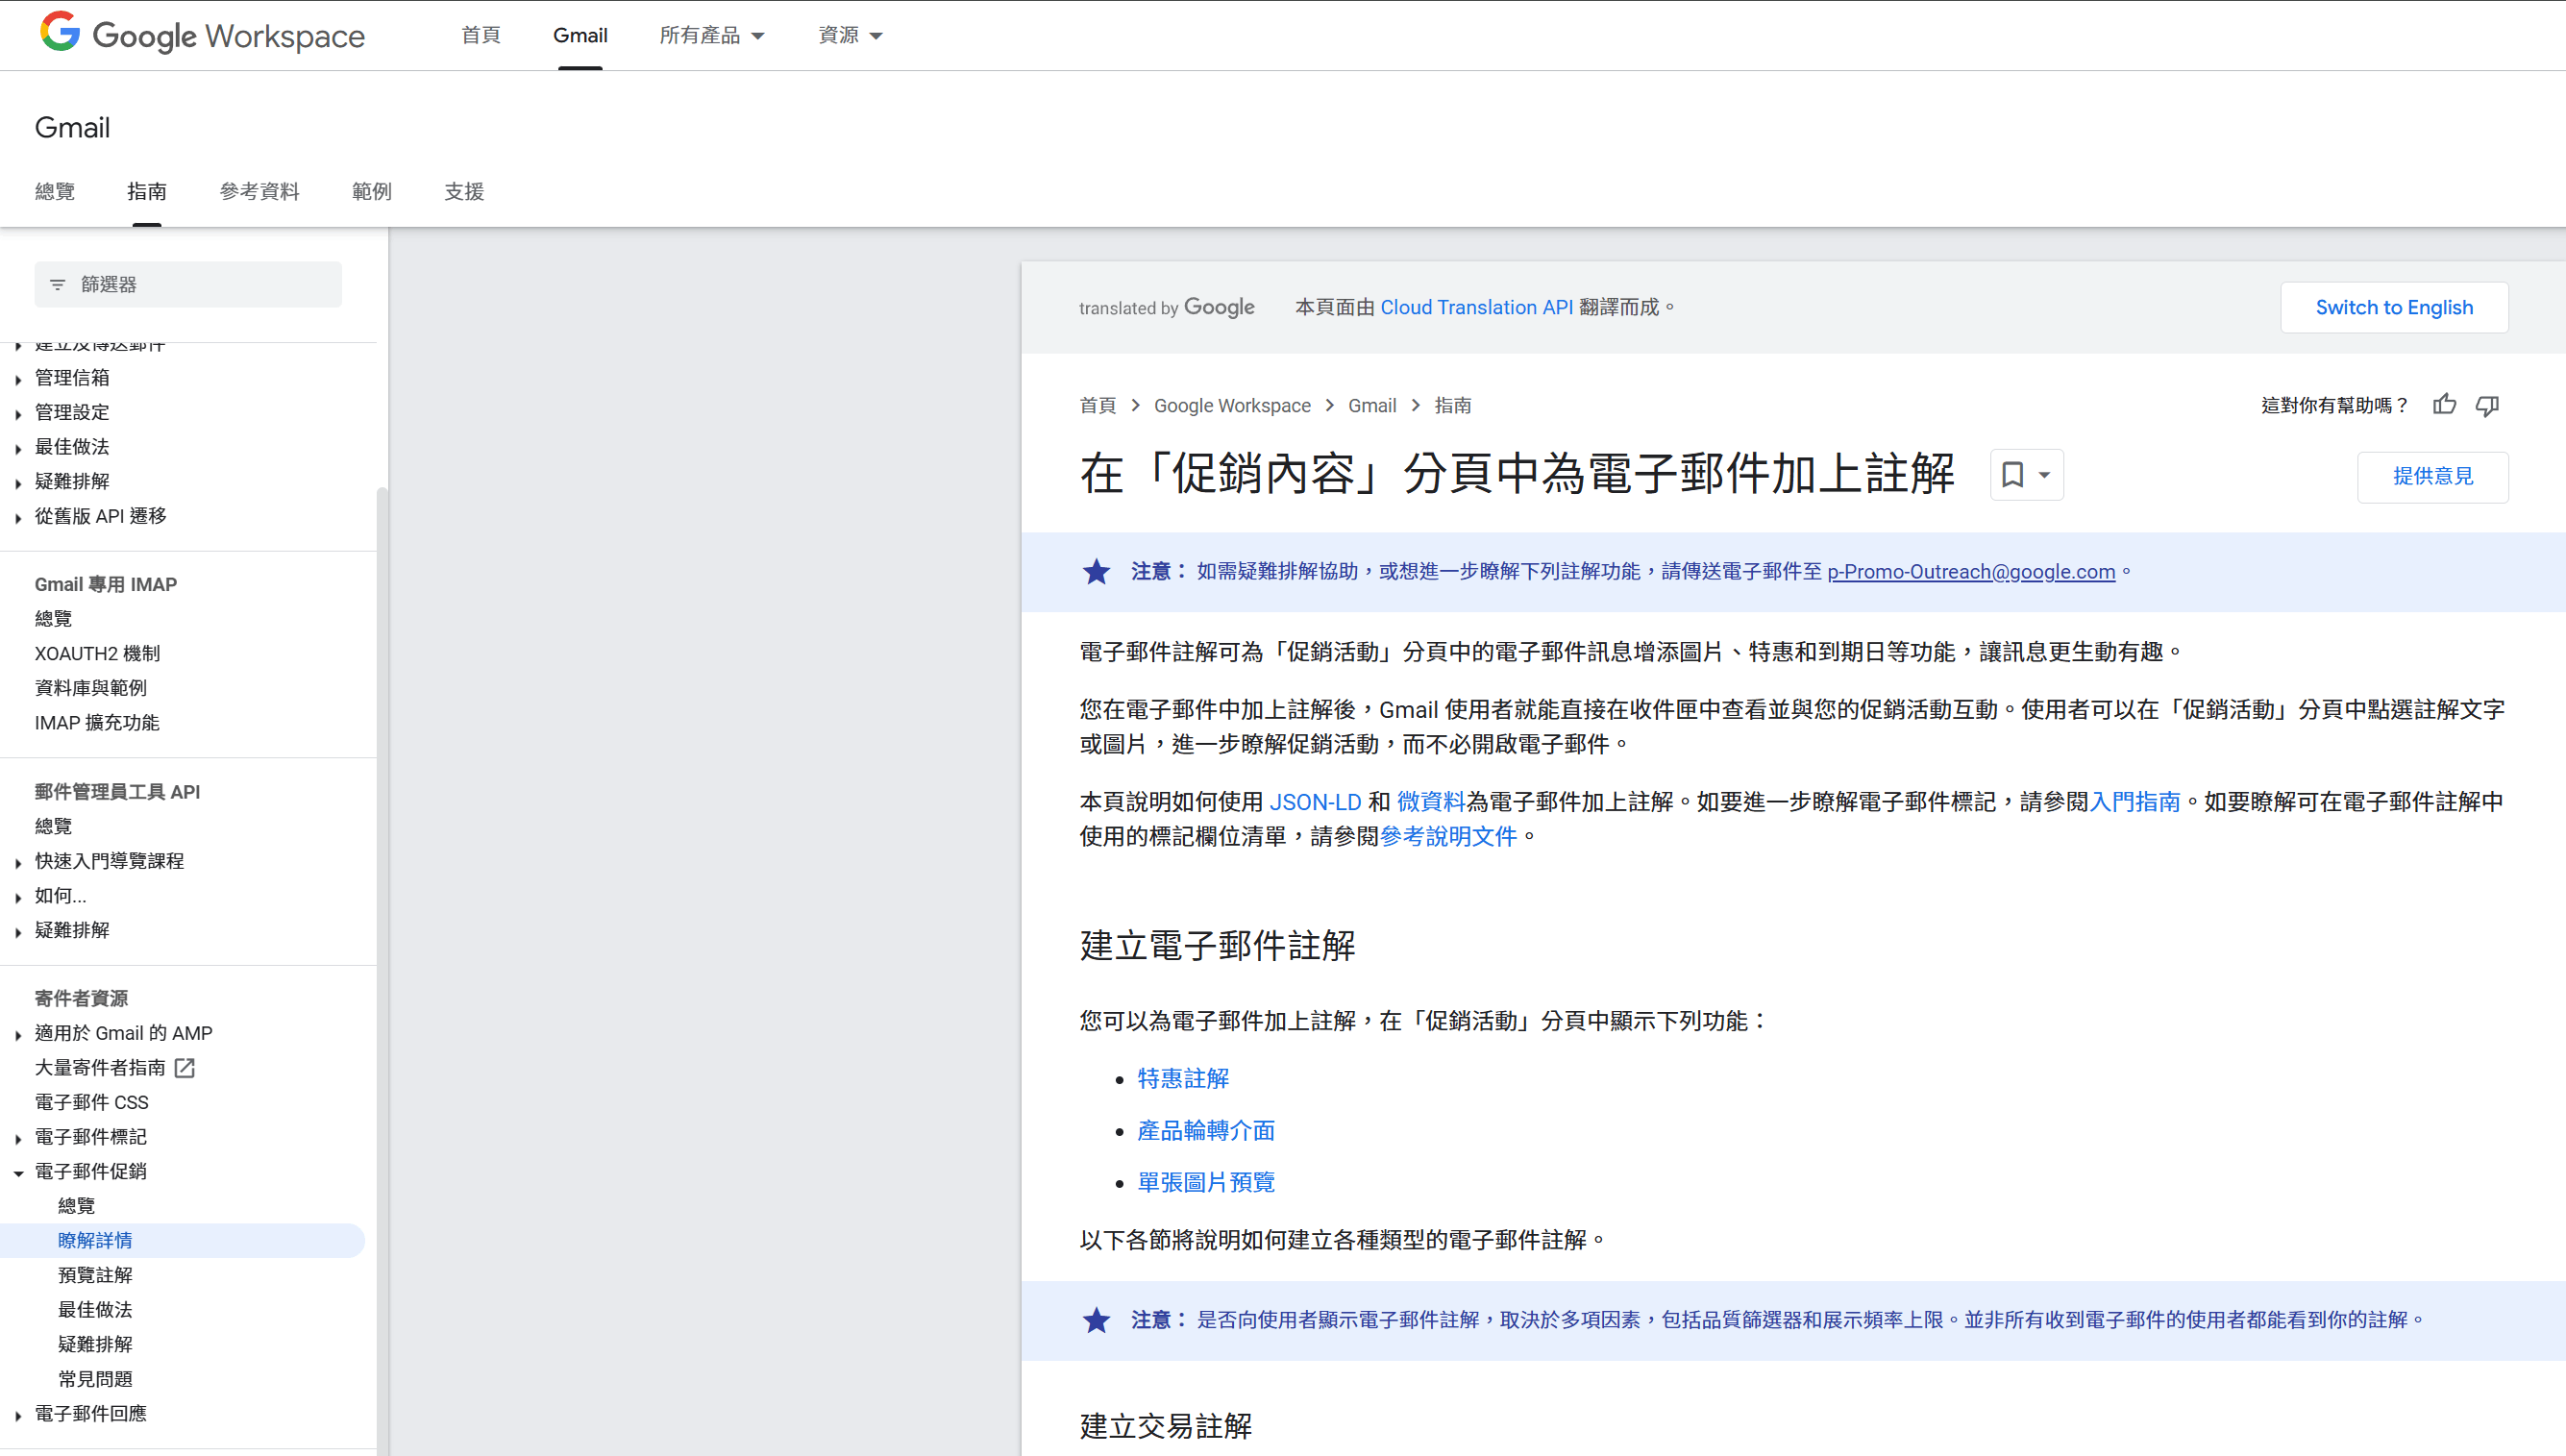 Google Workspace
首頁
Gmail
所有產品
資源
Gmail
總覽
指南
參考資料
範例
支援
篩選器
建立及傳送郵件
管理信箱
管理設定
最佳做法
疑難排解
從舊版 API 遷移
Gmail 專用 IMAP
總覽
XOAUTH2 機制
資料庫與範例
IMAP 擴充功能
郵件管理員工具 API
總覽
快速入門導覽課程
如何...
疑難排解
寄件者資源
適用於 Gmail 的 AMP
大量寄件者指南
電子郵件 CSS
電子郵件標記
電子郵件促銷
總覽
瞭解詳情
預覽註解
最佳做法
疑難排解
常見問題
電子郵件回應
translated by Google
本頁面由 Cloud Translation API 翻譯而成。
Switch to English
首頁 > Google Workspace > Gmail > 指南
這對你有幫助嗎？
在「促銷內容」分頁中為電子郵件加上註解
提供意見
注意： 如需疑難排解協助，或想進一步瞭解下列註解功能，請傳送電子郵件至 p-Promo-Outreach@google.com。
電子郵件註解可為「促銷活動」分頁中的電子郵件訊息增添圖片、特惠和到期日等功能，讓訊息更生動有趣。
您在電子郵件中加上註解後，Gmail 使用者就能直接在收件匣中查看並與您的促銷活動互動。使用者可以在「促銷活動」分頁中點選註解文字
或圖片，進一步瞭解促銷活動，而不必開啟電子郵件。
本頁說明如何使用 JSON-LD 和 微資料為電子郵件加上註解。如要進一步瞭解電子郵件標記，請參閱入門指南。如要瞭解可在電子郵件註解中
使用的標記欄位清單，請參閱參考說明文件。
建立電子郵件註解
您可以為電子郵件加上註解，在「促銷活動」分頁中顯示下列功能：
• 特惠註解
• 產品輪轉介面
• 單張圖片預覽
以下各節將說明如何建立各種類型的電子郵件註解。
注意： 是否向使用者顯示電子郵件註解，取決於多項因素，包括品質篩選器和展示頻率上限。並非所有收到電子郵件的使用者都能看到你的註解。
建立交易註解